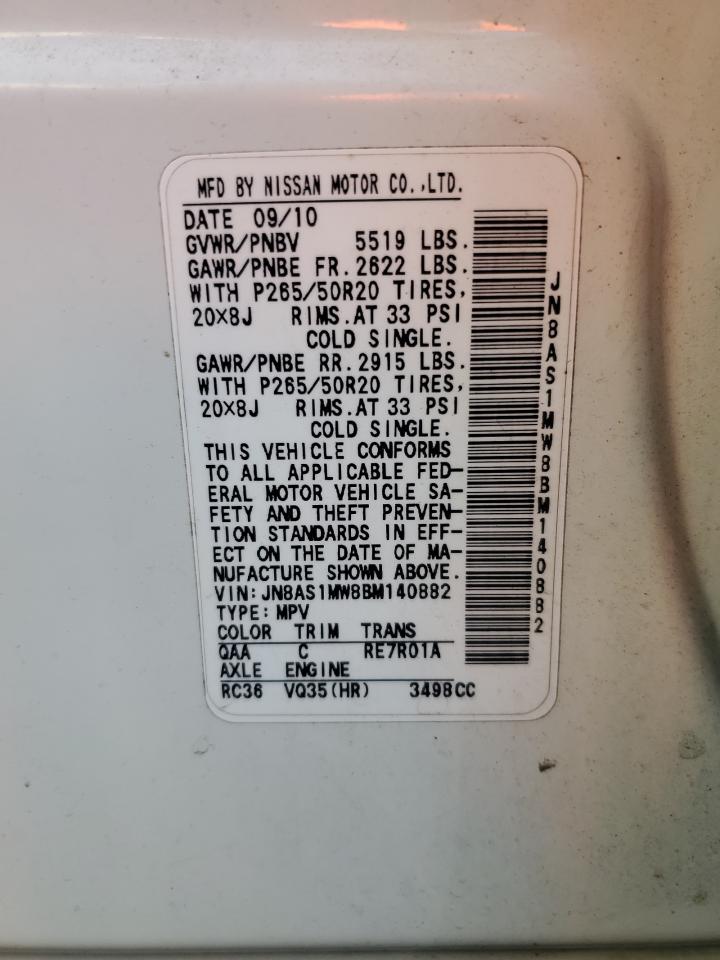 MFD BY NISSAN MOTOR CO.,LTD.
DATE 09/10
GVWR/PNBV 5519 LBS.
GAWR/PNBE FR.2622 LBS.
WITH P265/50R20 TIRES,
20×8J RIMS.AT 33 PSI
COLD SINGLE.
GAWR/PNBE RR.2915 LBS.
WITH P265/50R20 TIRES,
20×8J RIMS.AT 33 PSI
COLD SINGLE.
THIS VEHICLE CONFORMS
TO ALL APPLICABLE FED-
ERAL MOTOR VEHICLE SA-
FETY AND THEFT PREVEN-
TION STANDARDS IN EFF-
ECT ON THE DATE OF MA-
NUFACTURE SHOWN ABOVE.
VIN:JN8AS1MW8BM140882
TYPE:MPV
COLOR TRIM TRANS
QAA C RE7R01A
AXLE ENGINE
RC36 VQ35(HR) 3498CC
JN8AS1MW8BM140882